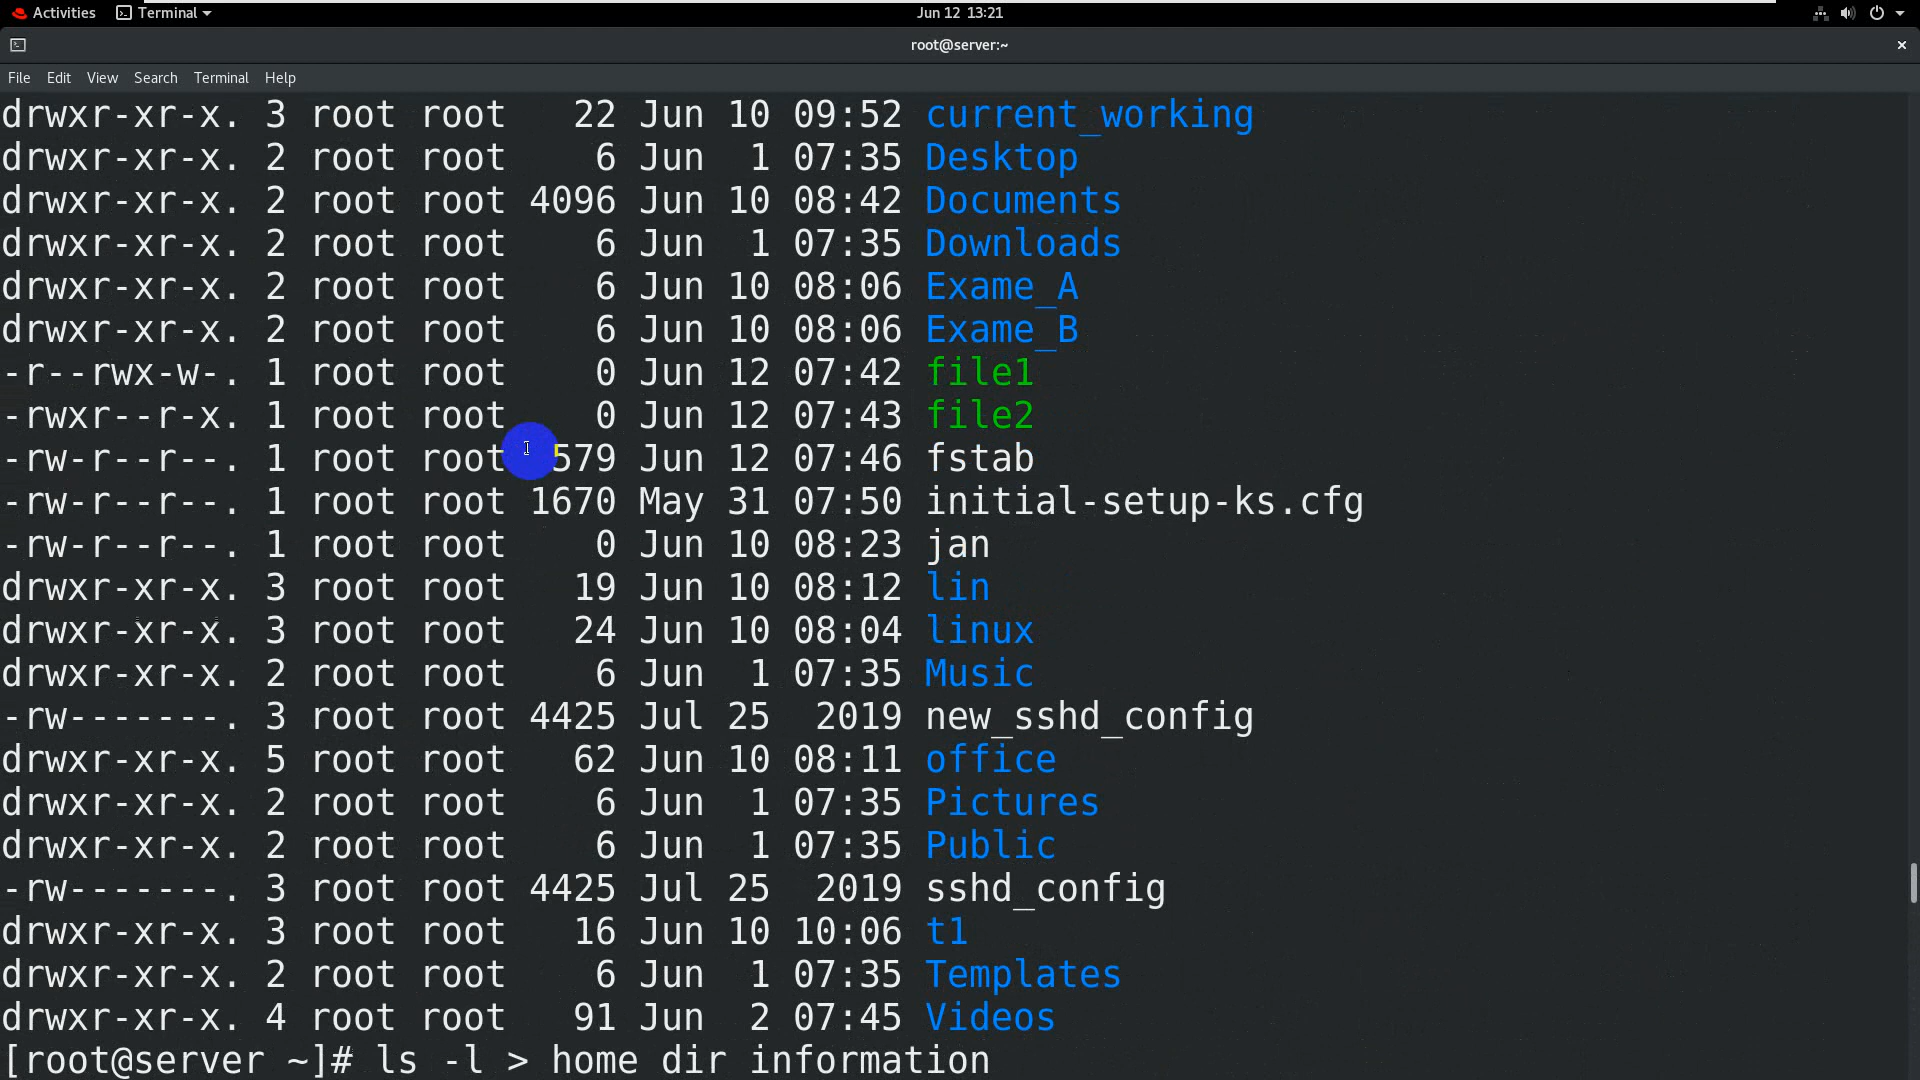 Activities Terminal Jun 12 13:21
root@server:~
File Edit View Search Terminal Help
drwxr-xr-x. 3 root root 22 Jun 10 09:52 current_working
drwxr-xr-x. 2 root root 6 Jun 1 07:35 Desktop
drwxr-xr-x. 2 root root 4096 Jun 10 08:42 Documents
drwxr-xr-x. 2 root root 6 Jun 1 07:35 Downloads
drwxr-xr-x. 2 root root 6 Jun 10 08:06 Exame_A
drwxr-xr-x. 2 root root 6 Jun 10 08:06 Exame_B
-r--rwx-w-. 1 root root 0 Jun 12 07:42 file1
-rwxr--r-x. 1 root root 0 Jun 12 07:43 file2
-rw-r--r--. 1 root root 579 Jun 12 07:46 fstab
-rw-r--r--. 1 root root 1670 May 31 07:50 initial-setup-ks.cfg
-rw-r--r--. 1 root root 0 Jun 10 08:23 jan
drwxr-xr-x. 3 root root 19 Jun 10 08:12 lin
drwxr-xr-x. 3 root root 24 Jun 10 08:04 linux
drwxr-xr-x. 2 root root 6 Jun 1 07:35 Music
-rw-------. 3 root root 4425 Jul 25 2019 new_sshd_config
drwxr-xr-x. 5 root root 62 Jun 10 08:11 office
drwxr-xr-x. 2 root root 6 Jun 1 07:35 Pictures
drwxr-xr-x. 2 root root 6 Jun 1 07:35 Public
-rw-------. 3 root root 4425 Jul 25 2019 sshd_config
drwxr-xr-x. 3 root root 16 Jun 10 10:06 t1
drwxr-xr-x. 2 root root 6 Jun 1 07:35 Templates
drwxr-xr-x. 4 root root 91 Jun 2 07:45 Videos
[root@server ~]# ls -l > home dir information